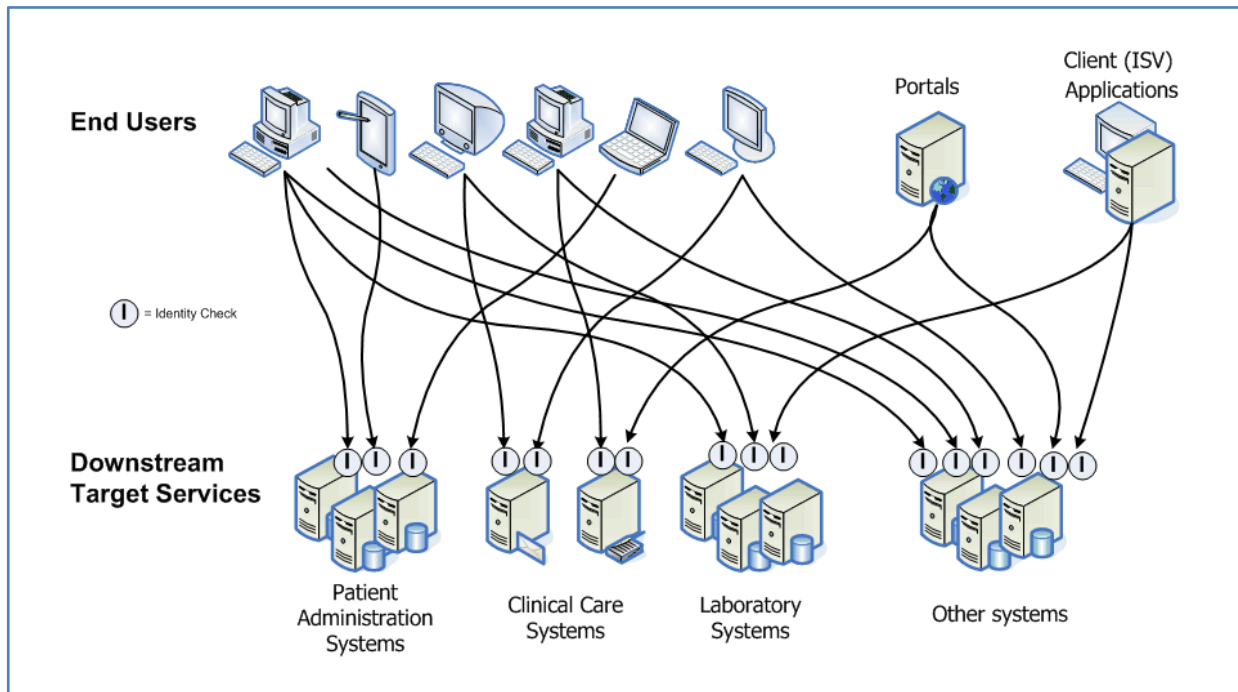 Client (ISV)
Applications
Portals
End Users
I = Identity Check
Downstream
Target Services
I I I I I I I I I I I I I I I I
Patient
Administration
Systems
Clinical Care
Systems
Laboratory
Systems
Other systems